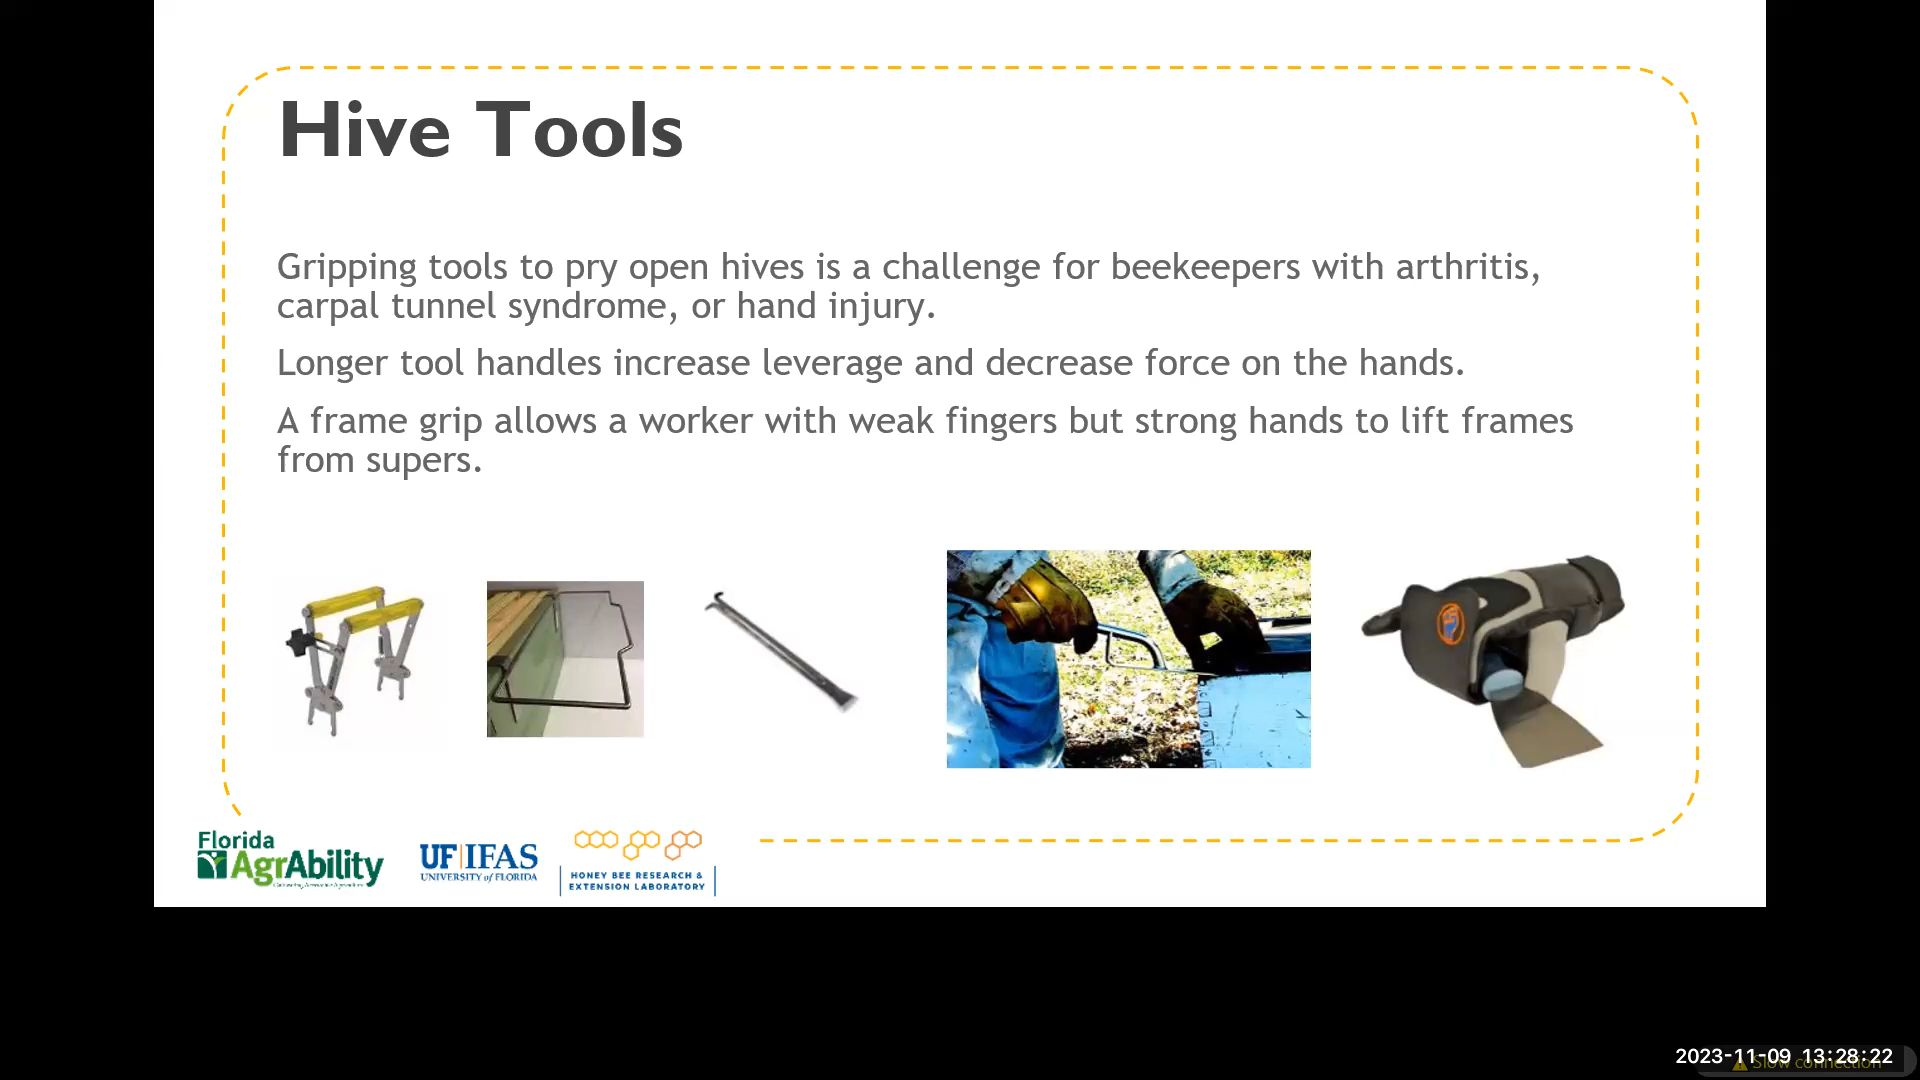 Hive Tools
Gripping tools to pry open hives is a challenge for beekeepers with arthritis,
carpal tunnel syndrome, or hand injury.
Longer tool handles increase leverage and decrease force on the hands.
A frame grip allows a worker with weak fingers but strong hands to lift frames
from supers.
Florida
AgrAbility
UF|IFAS
UNIVERSITY of FLORIDA
HONEY BEE RESEARCH &
EXTENSION LABORATORY
2023-11-09 13:28:22
Slow connection